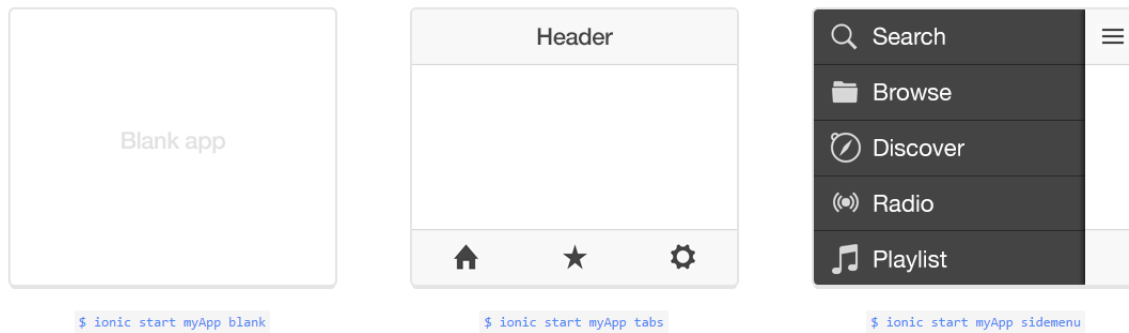 Blank app
$ ionic start myApp blank
Header
$ ionic start myApp tabs
Search
Browse
Discover
Radio
Playlist
$ ionic start myApp sidemenu